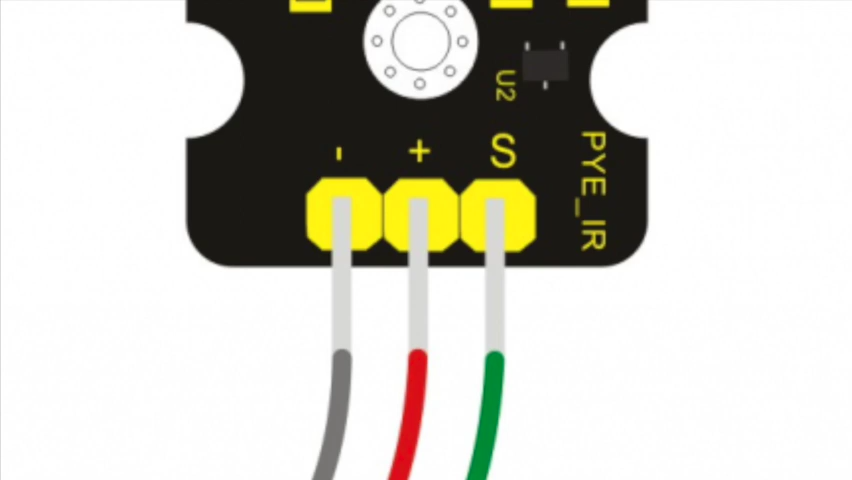 U2
- + S
PYE_IR